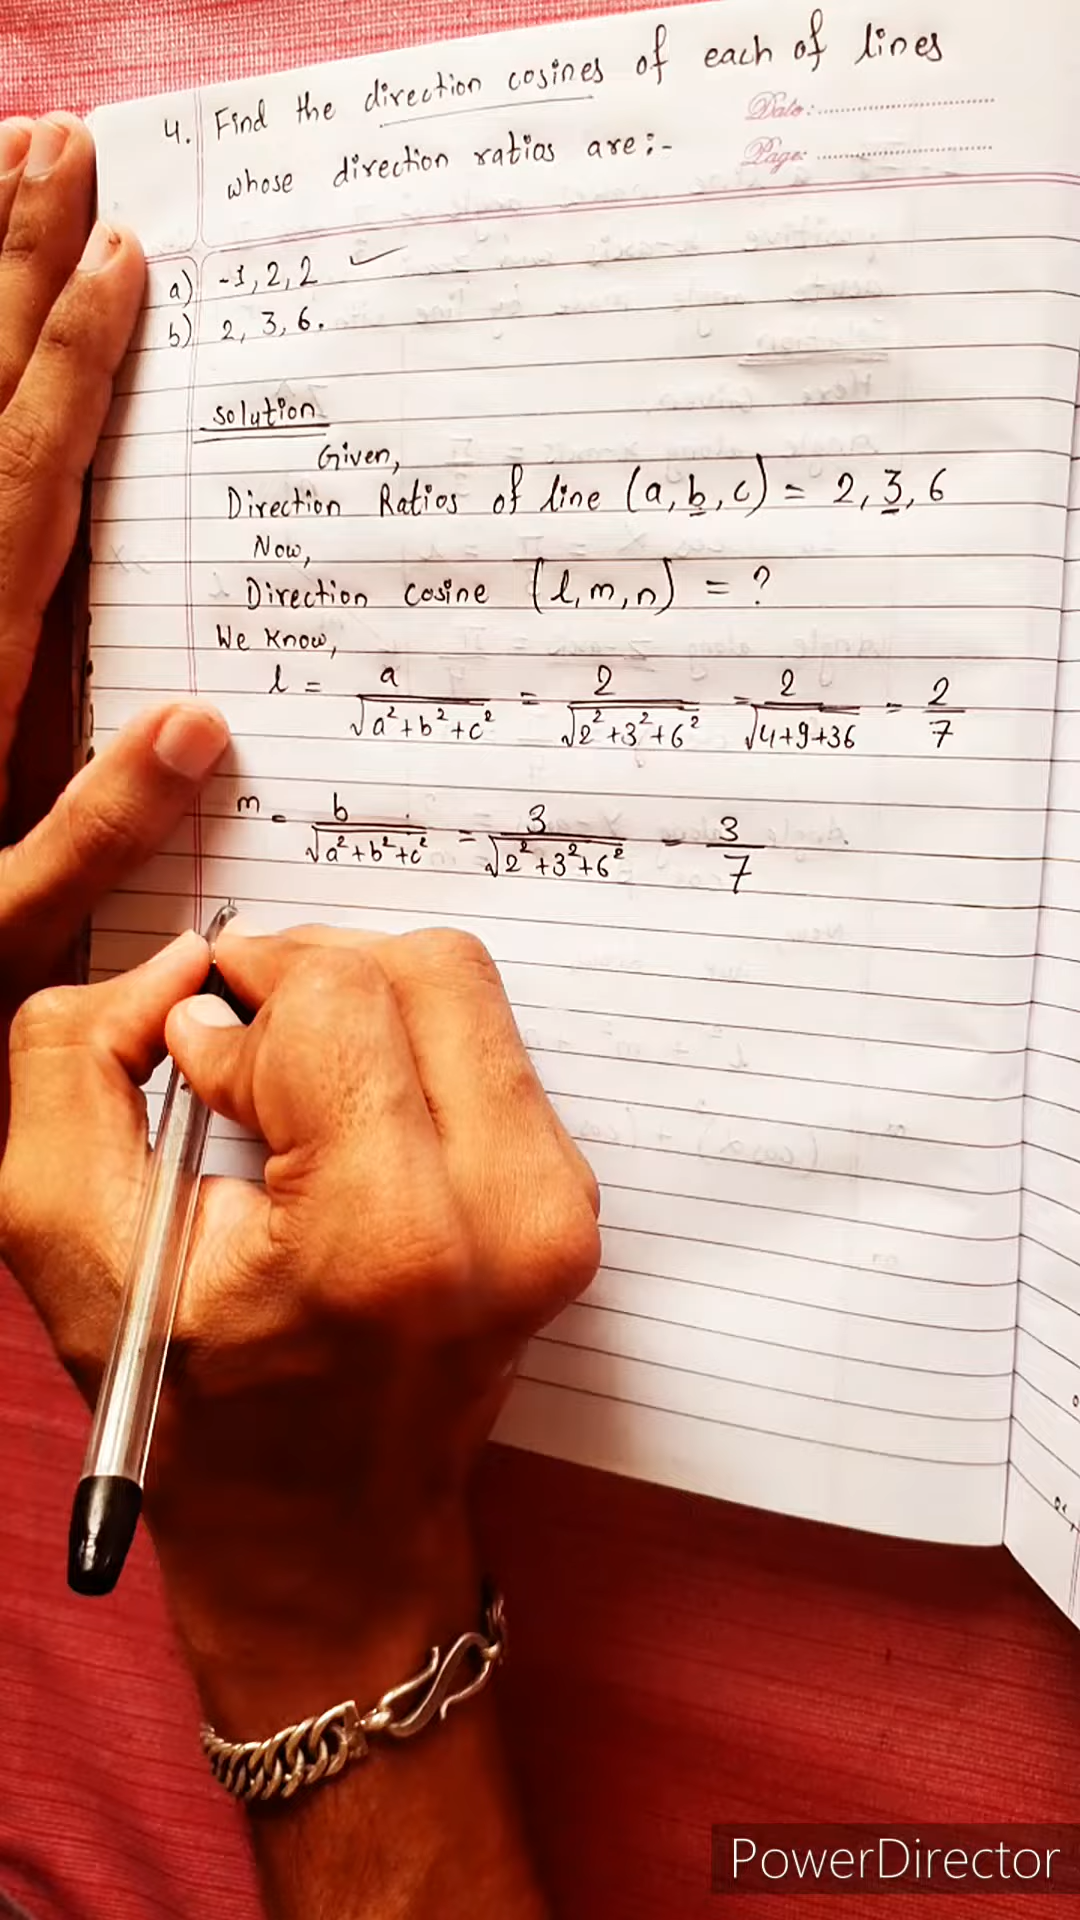 4. Find the direction cosines of each of lines
Date:
whose direction ratios are:-
Page:
a) -1, 2, 2 ✓
b) 2, 3, 6.
solution
Given,
Direction Ratios of line (a, b, c) = 2, 3, 6
Now,
Direction cosine (l, m, n) = ?
We know,
l = a/√(a²+b²+c²) = 2/√(2²+3²+6²) = 2/√(4+9+36) = 2/7
m = b/√(a²+b²+c²) = 3/√(2²+3²+6²) = 3/7
PowerDirector